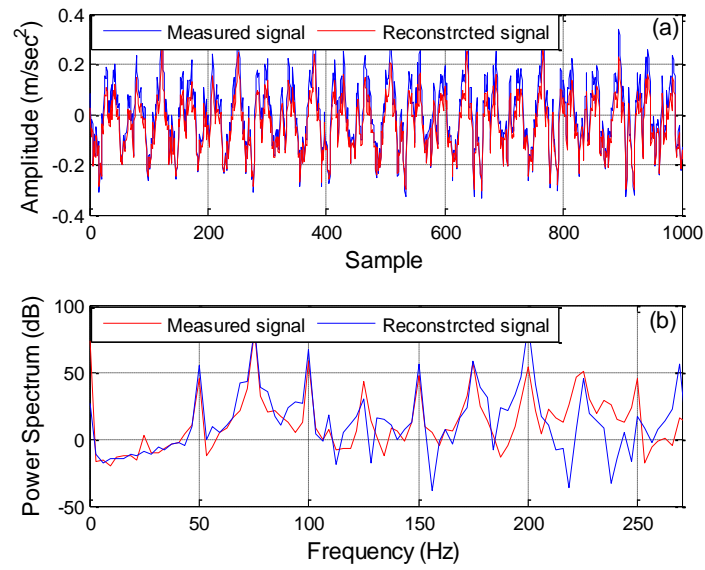 (a)
Measured signal
Reconstrcted signal
Amplitude (m/sec²)
0.4
0.2
0
-0.2
-0.4
0 200 400 600 800 1000
Sample
(b)
Measured signal
Reconstrcted signal
Power Spectrum (dB)
100
50
0
-50
0 50 100 150 200 250
Frequency (Hz)